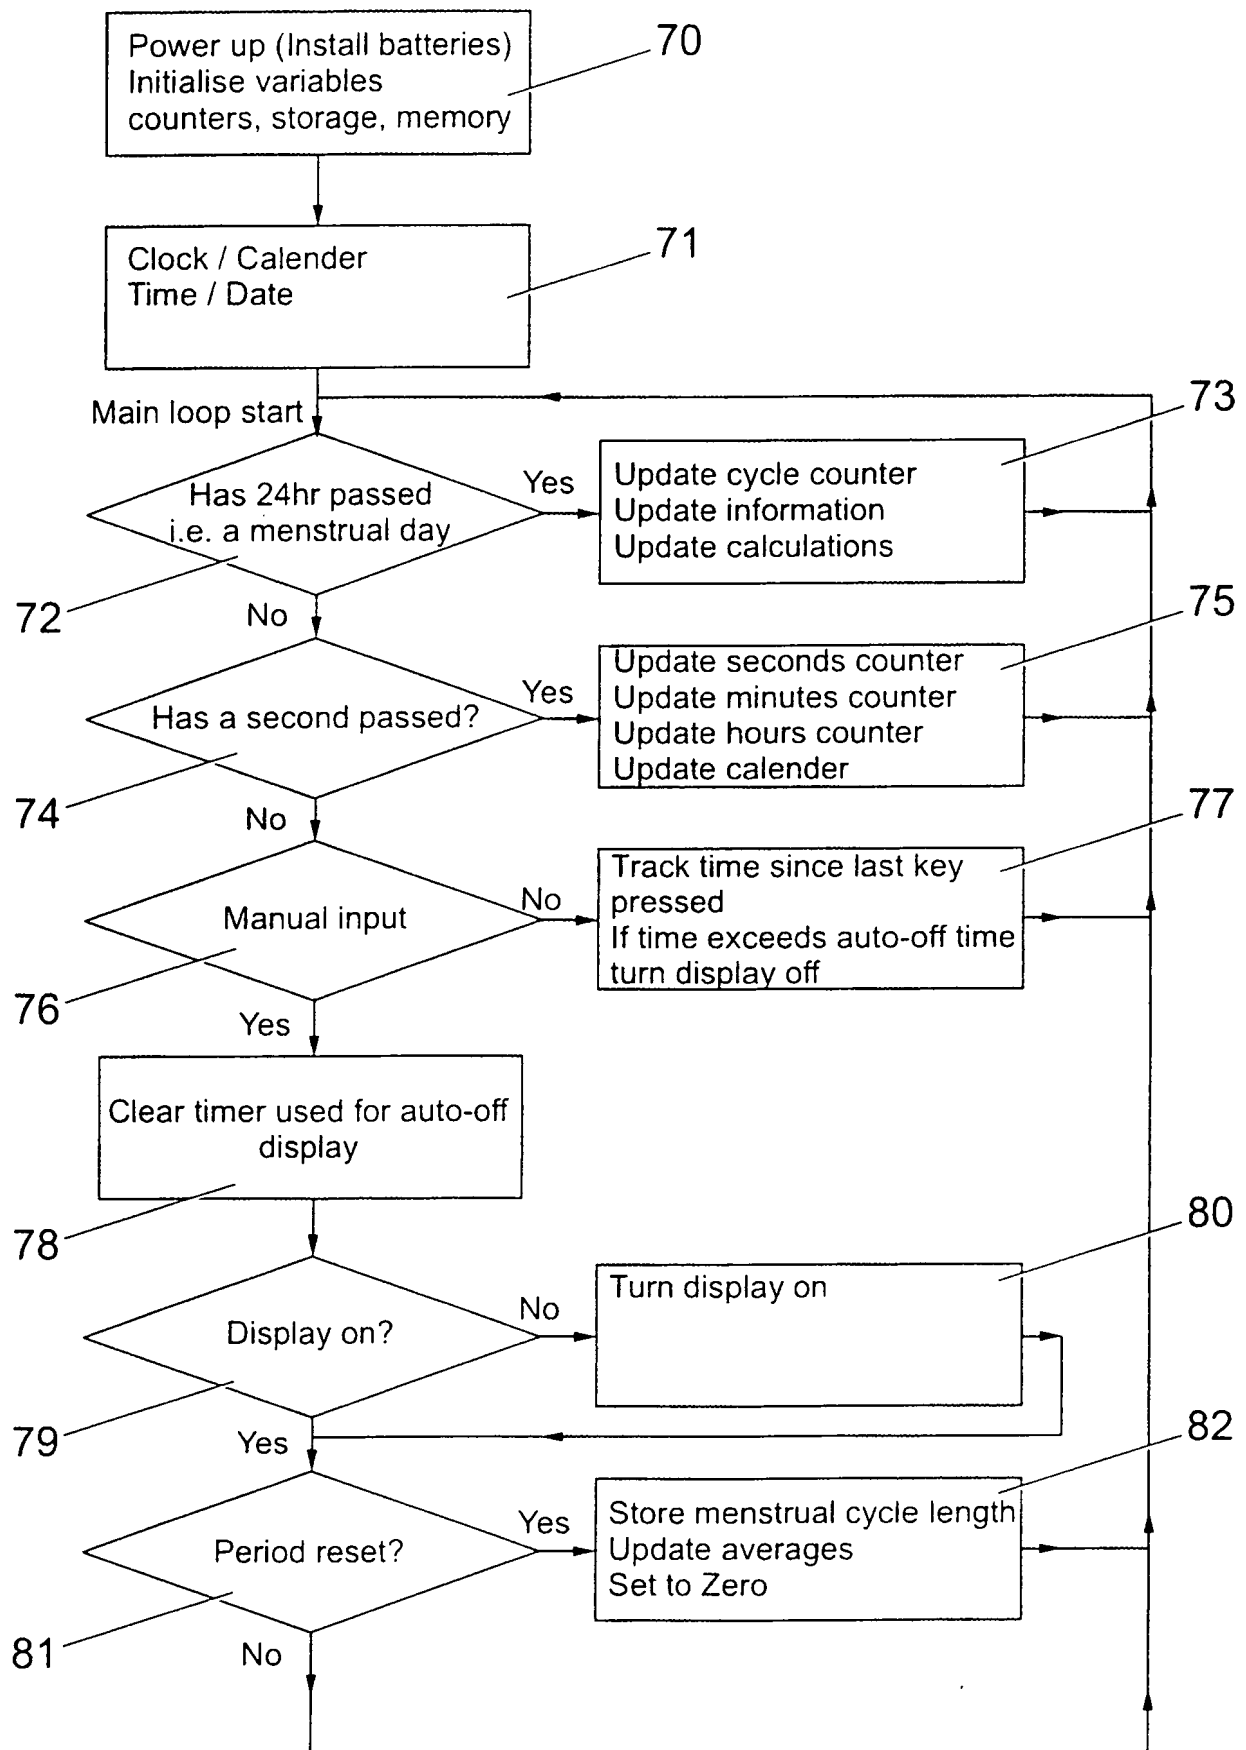 Power up (Install batteries)
Initialise variables
counters, storage, memory
70
Clock / Calender
Time / Date
71
Main loop start
Has 24hr passed
i.e. a menstrual day
72
Yes
Update cycle counter
Update information
Update calculations
73
No
Has a second passed?
74
Yes
Update seconds counter
Update minutes counter
Update hours counter
Update calender
75
No
Manual input
76
No
Track time since last key
pressed
If time exceeds auto-off time
turn display off
77
Yes
Clear timer used for auto-off
display
78
Display on?
79
No
Turn display on
80
Yes
Period reset?
81
Yes
Store menstrual cycle length
Update averages
Set to Zero
82
No